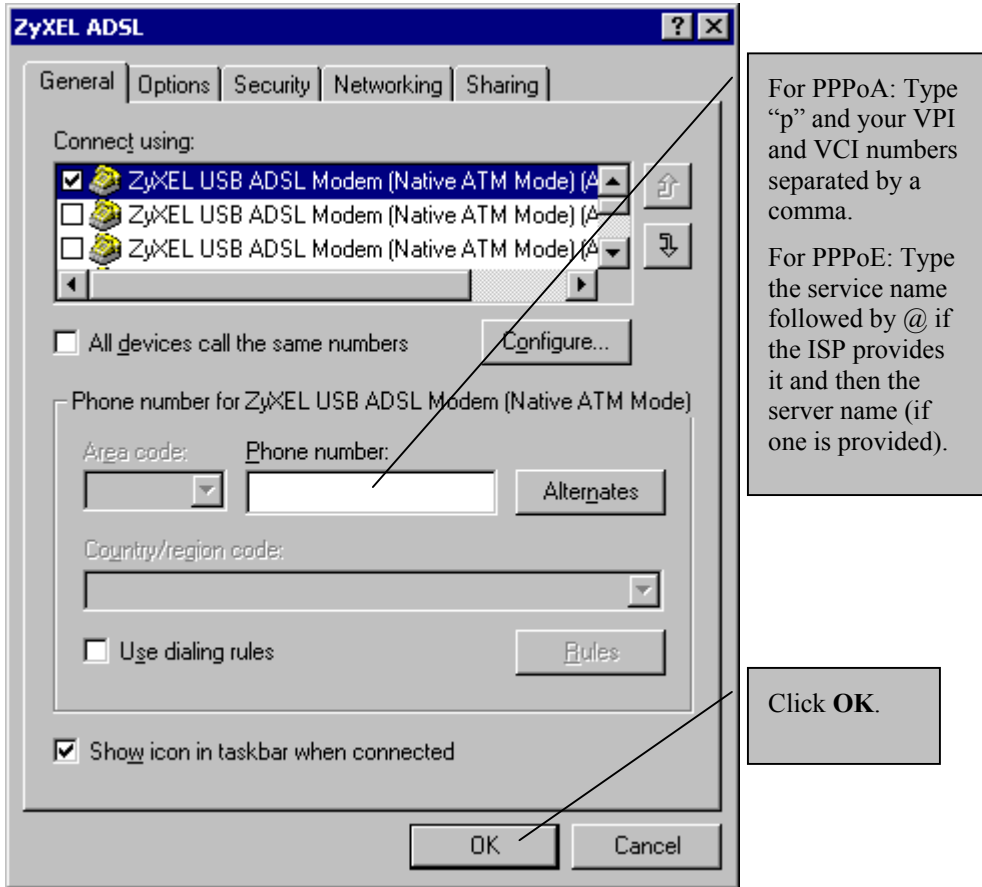 ZyXEL ADSL
General Options Security Networking Sharing
Connect using:
ZyXEL USB ADSL Modem (Native ATM Mode) (A
ZyXEL USB ADSL Modem (Native ATM Mode) (A
ZyXEL USB ADSL Modem (Native ATM Mode) (A
All devices call the same numbers
Configure...
Phone number for ZyXEL USB ADSL Modem (Native ATM Mode)
Area code:
Phone number:
Alternates
Country/region code:
Use dialing rules
Rules
Show icon in taskbar when connected
OK
Cancel
For PPPoA: Type
“p” and your VPI
and VCI numbers
separated by a
comma.
For PPPoE: Type
the service name
followed by @ if
the ISP provides
it and then the
server name (if
one is provided).
Click OK.